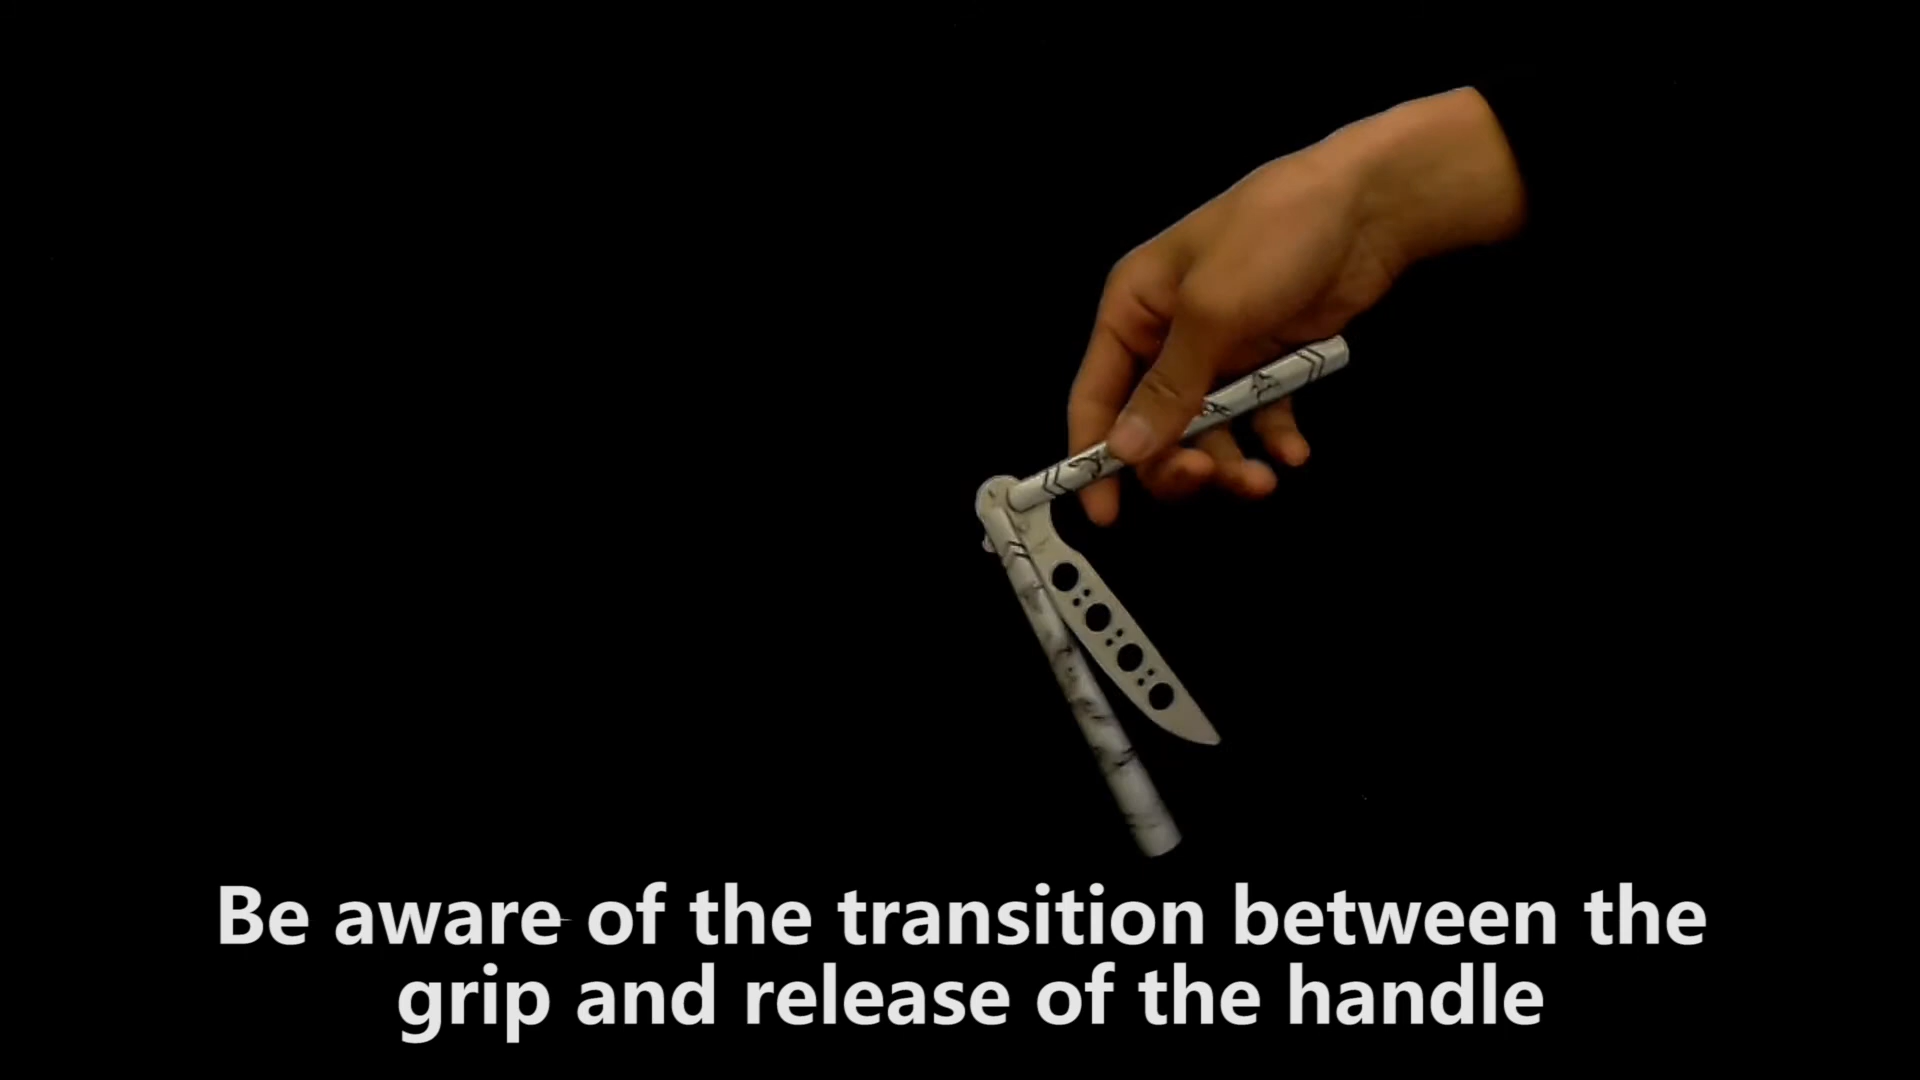 Be aware of the transition between the
grip and release of the handle